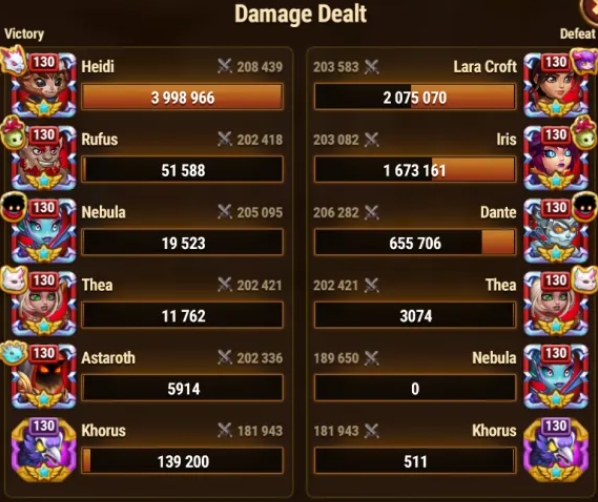 Damage Dealt
Victory
Defeat
130 Heidi 208 439
3 998 966
203 583 Lara Croft 130
2 075 070
130 Rufus 202 418
51 588
203 082 Iris 130
1 673 161
130 Nebula 205 095
19 523
206 282 Dante 130
655 706
130 Thea 202 421
11 762
202 421 Thea 130
3074
130 Astaroth 202 336
5914
189 650 Nebula 130
0
130 Khorus 181 943
139 200
181 943 Khorus 130
511